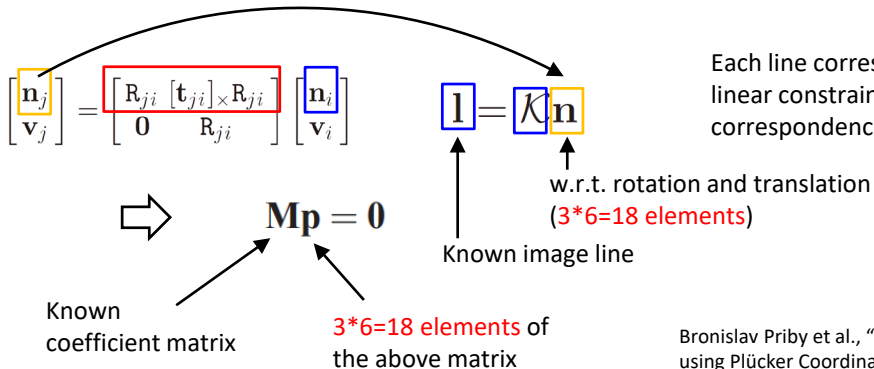 [n_j; v_j] = [R_ji [t_ji]_× R_ji; 0 R_ji] [n_i; v_i]
l = 𝒦n
Each line corres
linear constrain
correspondenc
w.r.t. rotation and translation
(3*6=18 elements)
Known image line
⇨ Mp = 0
Known
coefficient matrix
3*6=18 elements of
the above matrix
Bronislav Priby et al., “
using Plücker Coordina